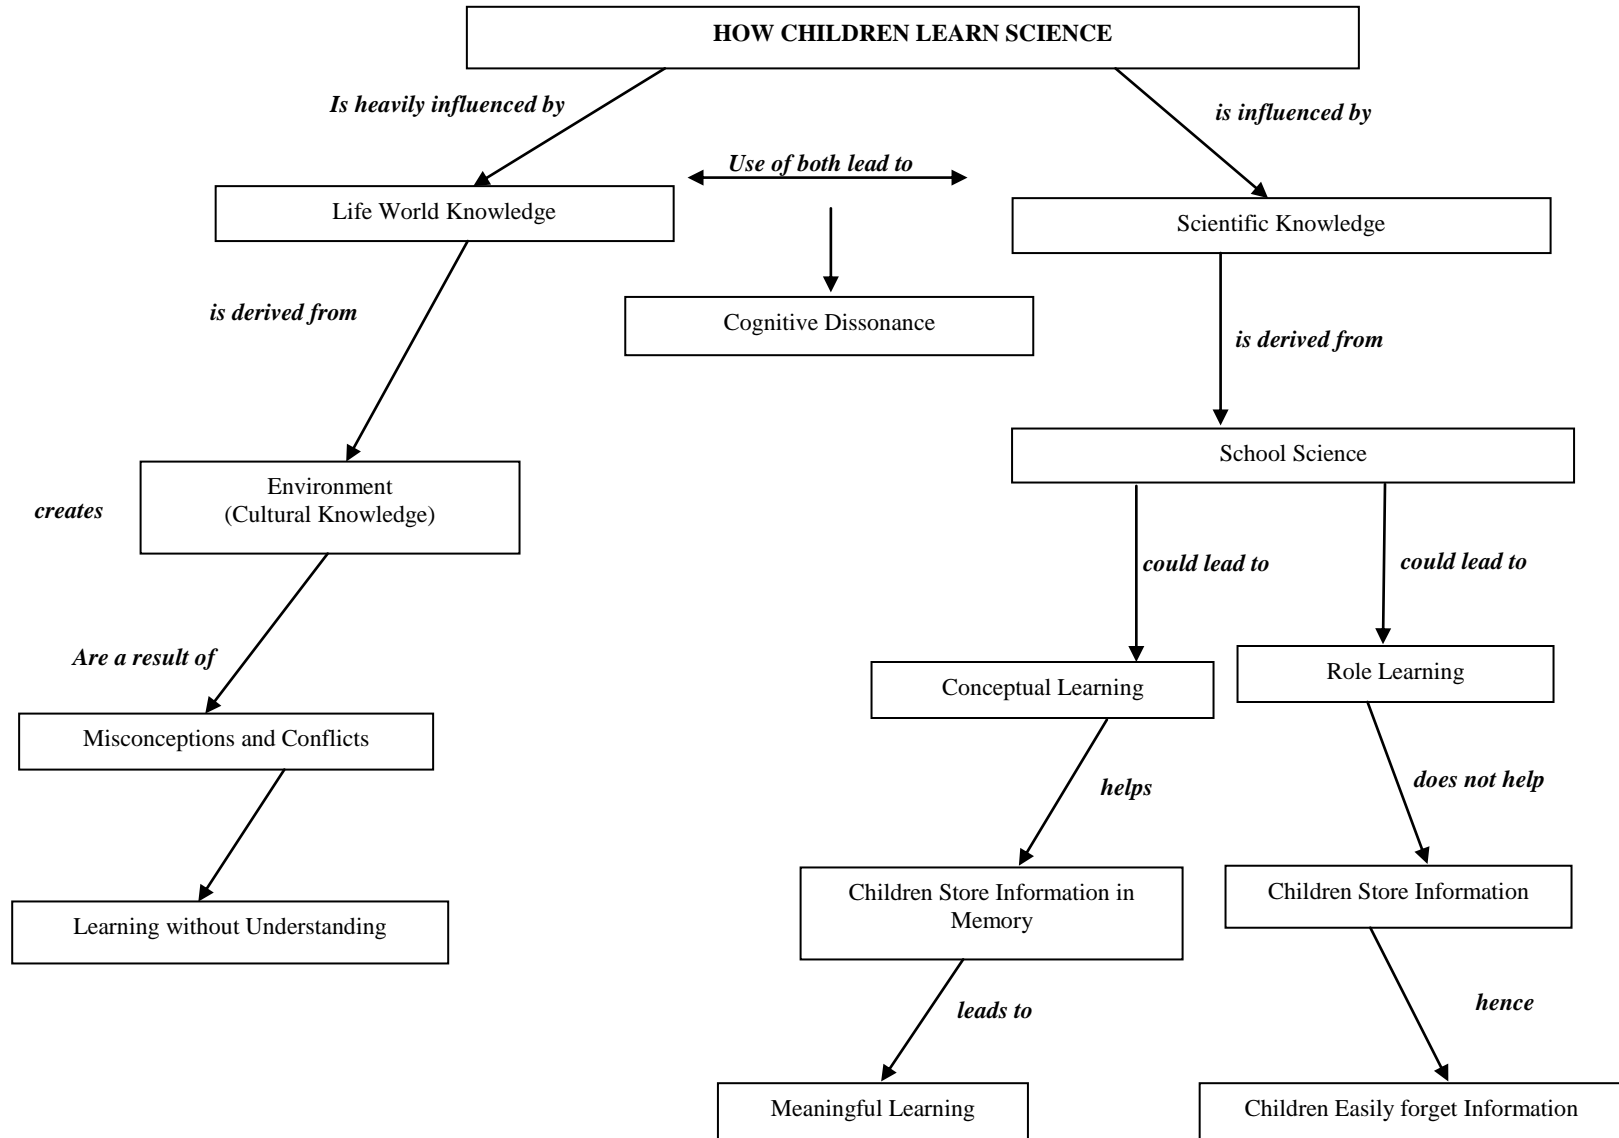 HOW CHILDREN LEARN SCIENCE
Is heavily influenced by
is influenced by
Use of both lead to
Life World Knowledge
Scientific Knowledge
is derived from
Cognitive Dissonance
is derived from
School Science
Environment
(Cultural Knowledge)
creates
could lead to
could lead to
Are a result of
Conceptual Learning
Role Learning
Misconceptions and Conflicts
helps
does not help
Children Store Information in
Memory
Children Store Information
Learning without Understanding
leads to
hence
Meaningful Learning
Children Easily forget Information